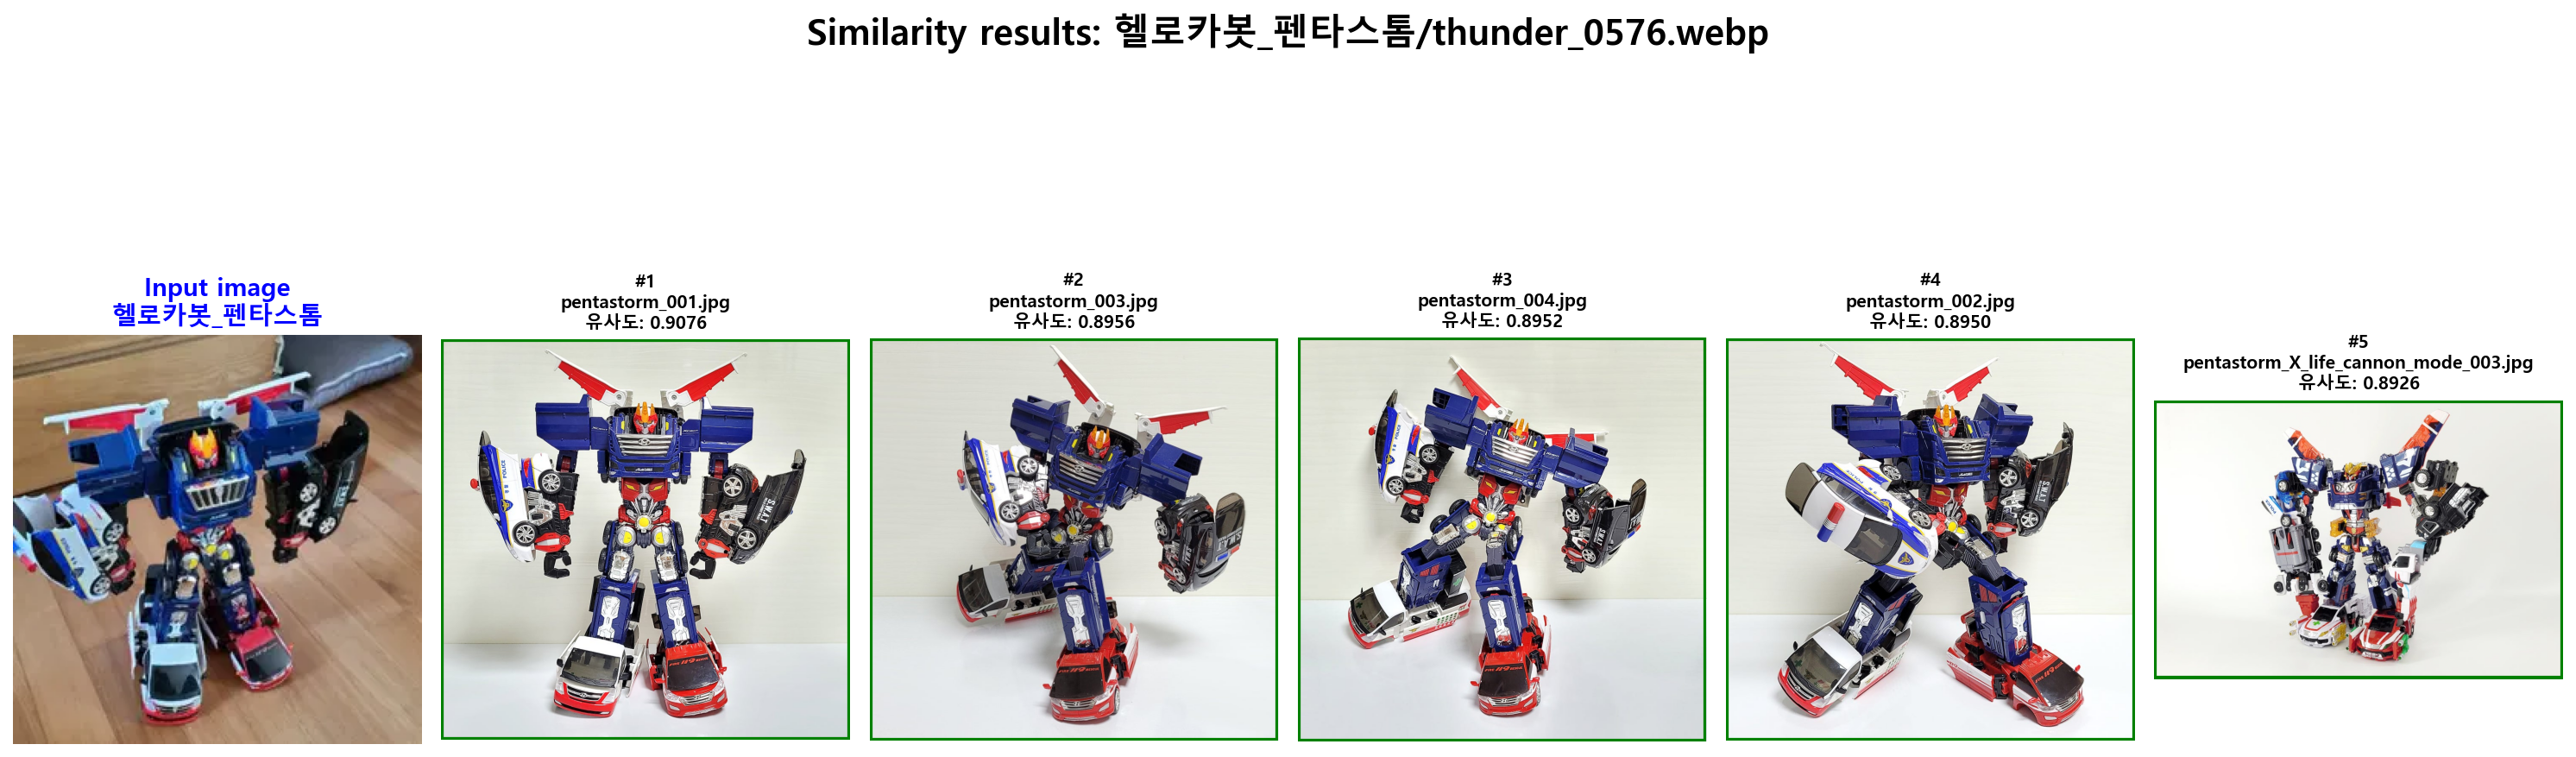 Similarity results: 헬로카봇_펜타스톰/thunder_0576.webp
Input image
헬로카봇_펜타스톰
#1
pentastorm_001.jpg
유사도: 0.9076
#2
pentastorm_003.jpg
유사도: 0.8956
#3
pentastorm_004.jpg
유사도: 0.8952
#4
pentastorm_002.jpg
유사도: 0.8950
#5
pentastorm_X_life_cannon_mode_003.jpg
유사도: 0.8926
POLICE
S.W.A.T